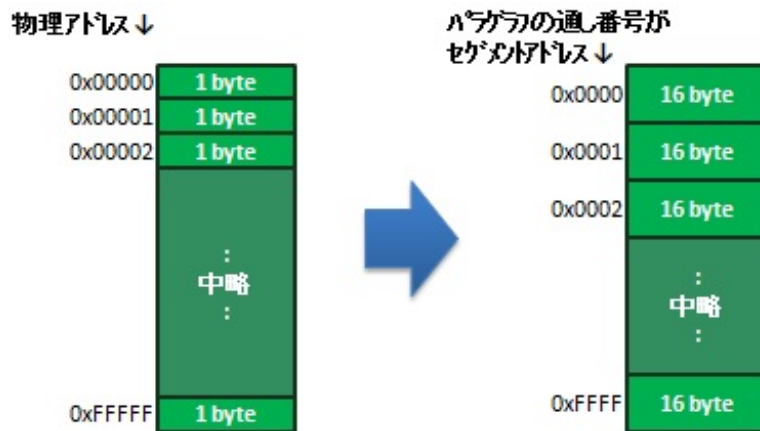 物理アドレス↓
0x00000 1 byte
0x00001 1 byte
0x00002 1 byte
:
中略
:
0xFFFFF 1 byte
パラグラフの通し番号が
セグメントアドレス↓
0x0000 16 byte
0x0001 16 byte
0x0002 16 byte
:
中略
:
0xFFFF 16 byte